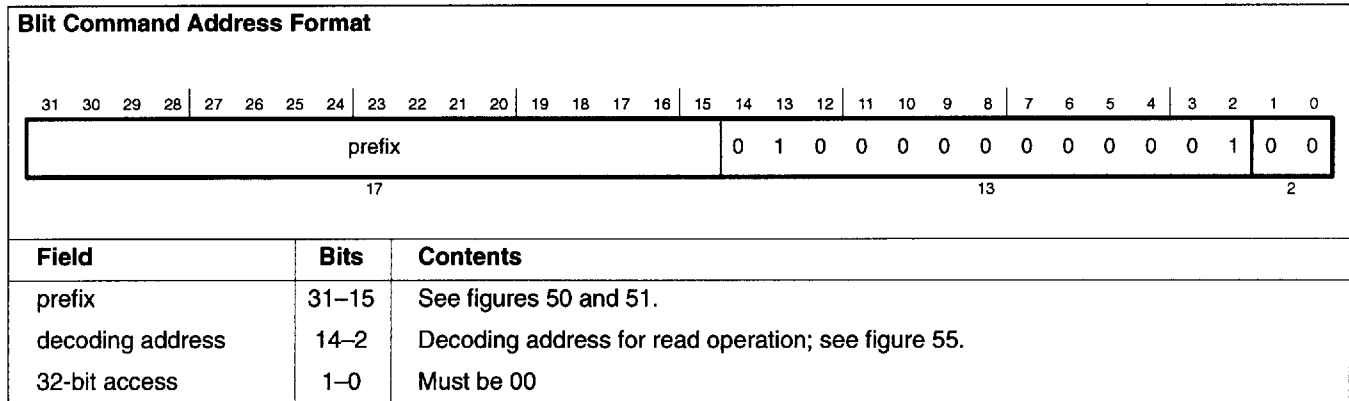 Blit Command Address Format
31 30 29 28 27 26 25 24 23 22 21 20 19 18 17 16 15 14 13 12 11 10 9 8 7 6 5 4 3 2 1 0
prefix 0 1 0 0 0 0 0 0 0 0 0 0 1 0 0
17 13 2
Field Bits Contents
prefix 31–15 See figures 50 and 51.
decoding address 14–2 Decoding address for read operation; see figure 55.
32-bit access 1–0 Must be 00